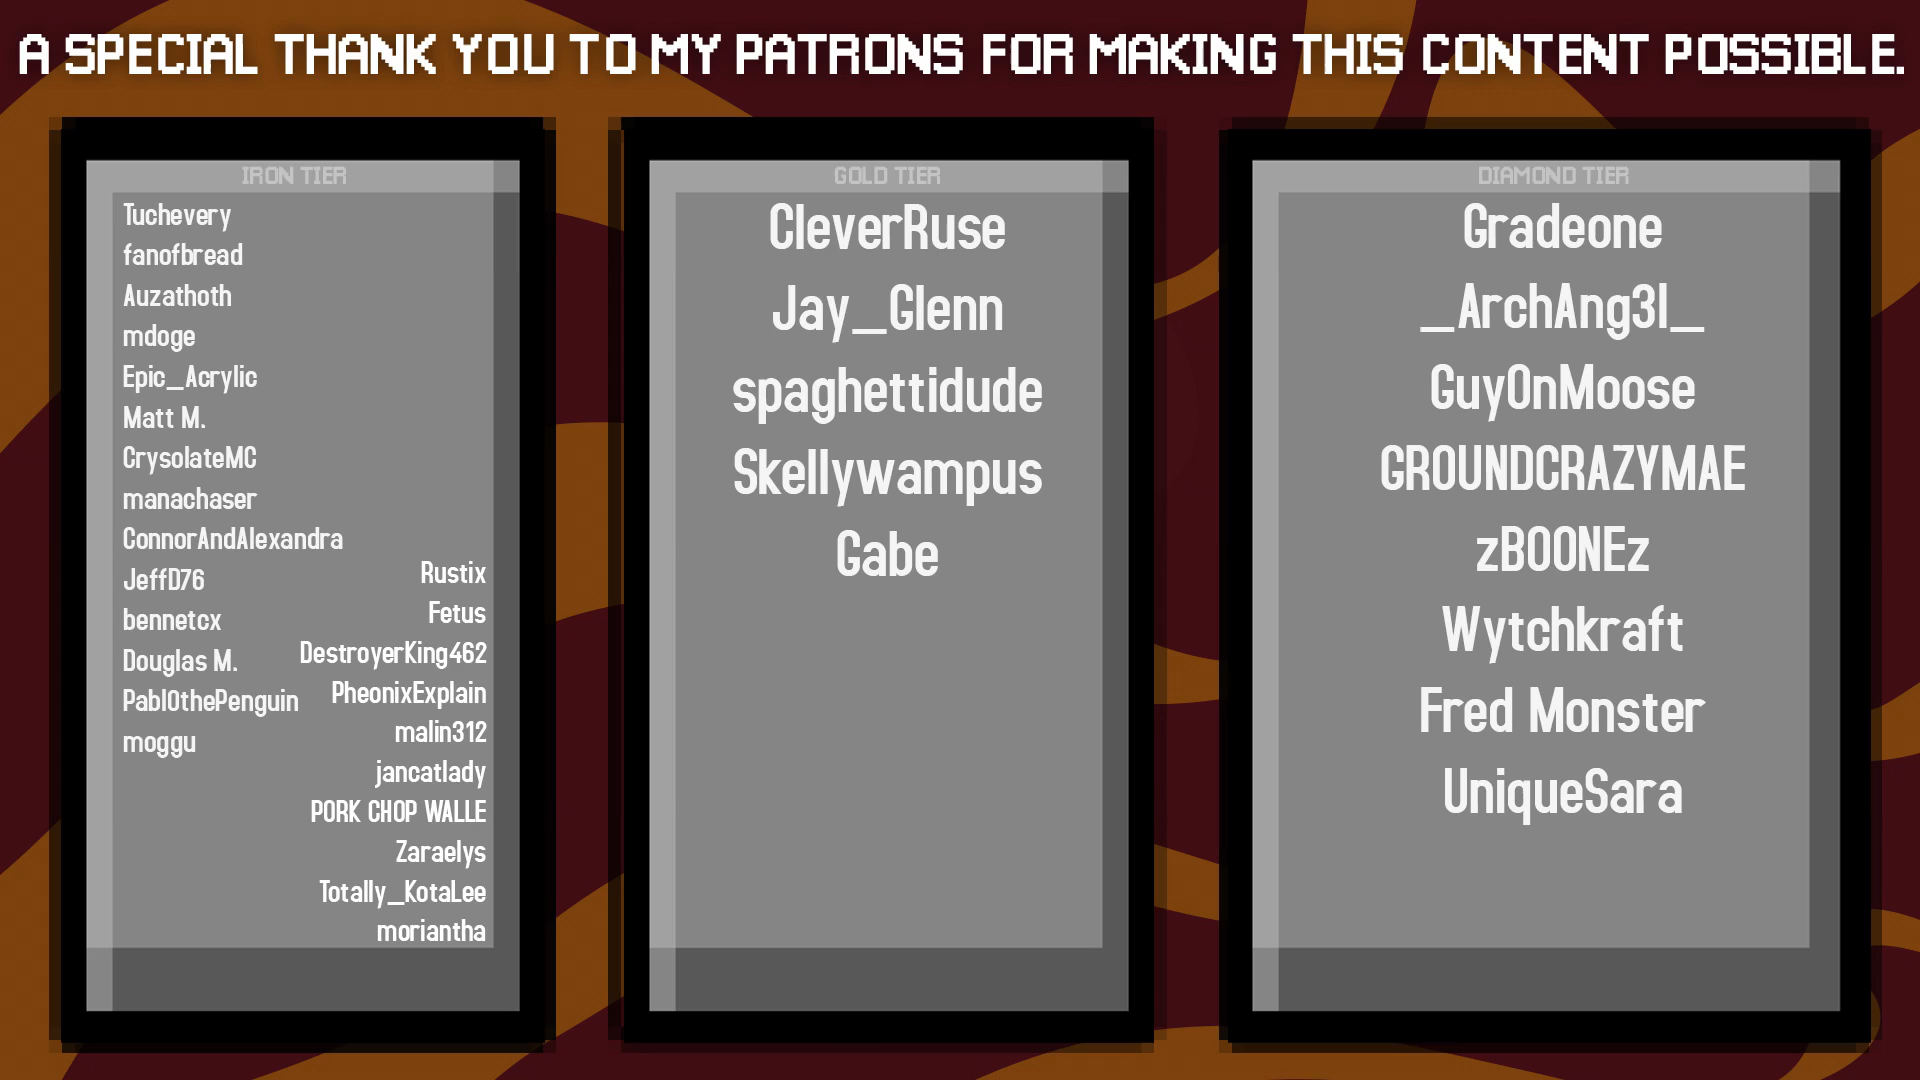 A SPECIAL THANK YOU TO MY PATRONS FOR MAKING THIS CONTENT POSSIBLE.
IRON TIER
Tuchevery
fanofbread
Auzathoth
mdoge
Epic_Acrylic
Matt M.
CrysolateMC
manachaser
ConnorAndAlexandra
JeffD76
bennetcx
Douglas M.
Pabl0thePenguin
moggu
Rustix
Fetus
DestroyerKing462
PheonixExplain
malin312
jancatlady
PORK CHOP WALLE
Zaraelys
Totally_KotaLee
moriantha
GOLD TIER
CleverRuse
Jay_Glenn
spaghettidude
Skellywampus
Gabe
DIAMOND TIER
Gradeone
_ArchAng3l_
GuyOnMoose
GROUNDCRAZYMAE
zBOONEz
Wytchkraft
Fred Monster
UniqueSara